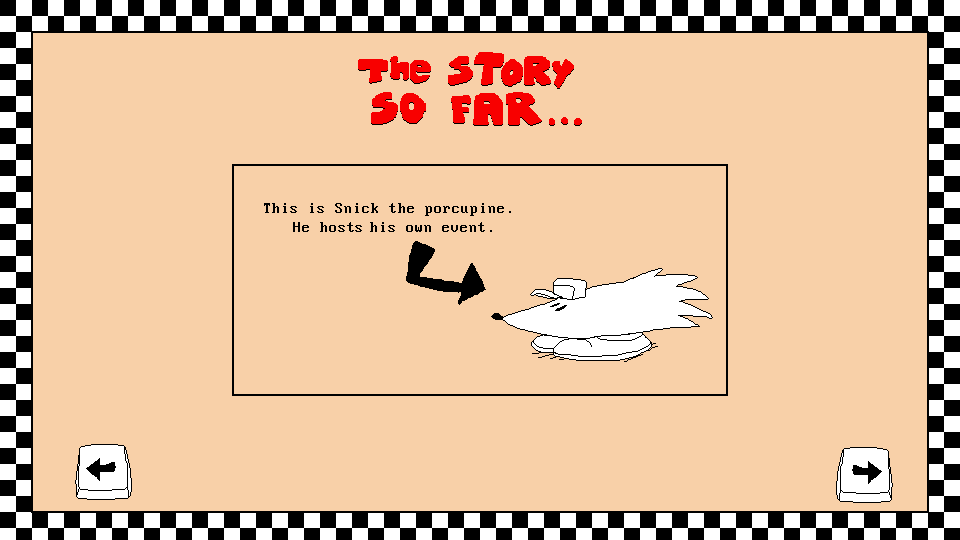 The STORY
SO FAR...
This is Snick the porcupine.
He hosts his own event.